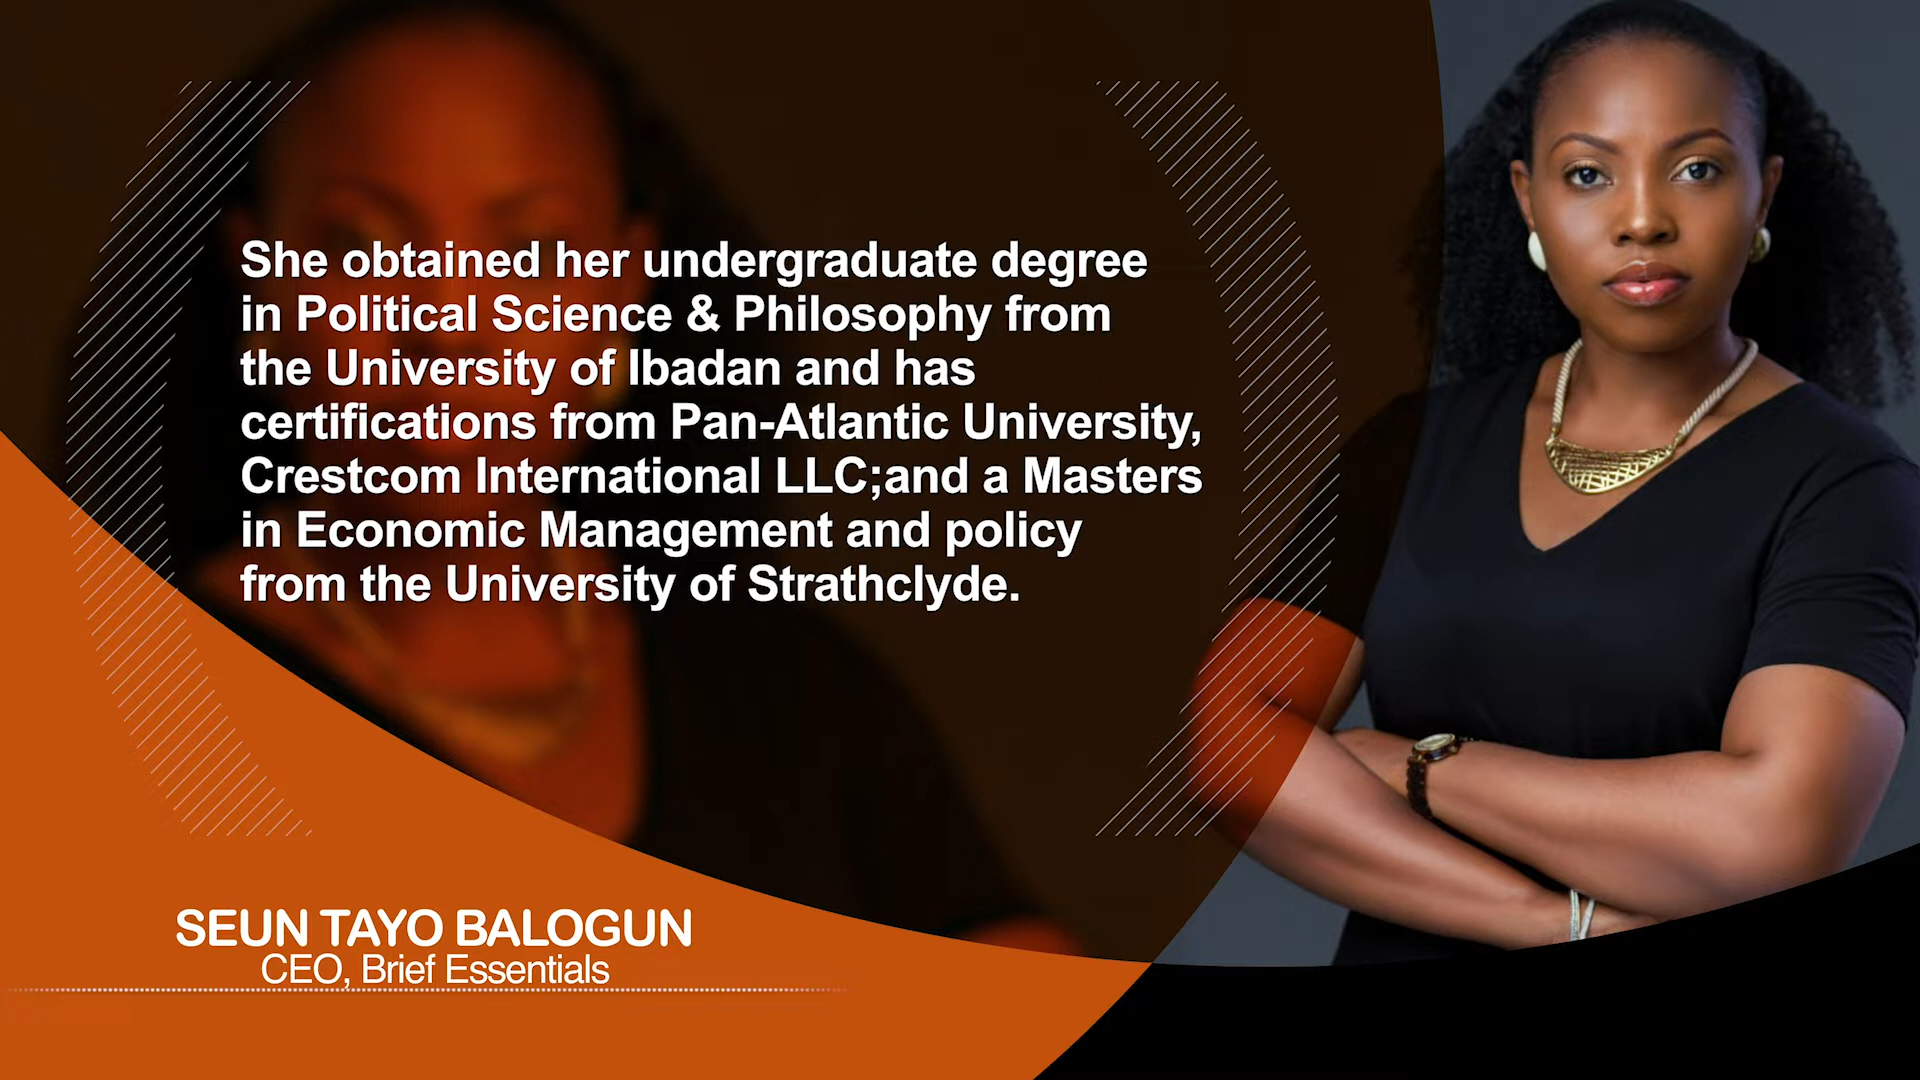 She obtained her undergraduate degree
in Political Science & Philosophy from
the University of Ibadan and has
certifications from Pan-Atlantic University,
Crestcom International LLC;and a Masters
in Economic Management and policy
from the University of Strathclyde.
SEUN TAYO BALOGUN
CEO, Brief Essentials